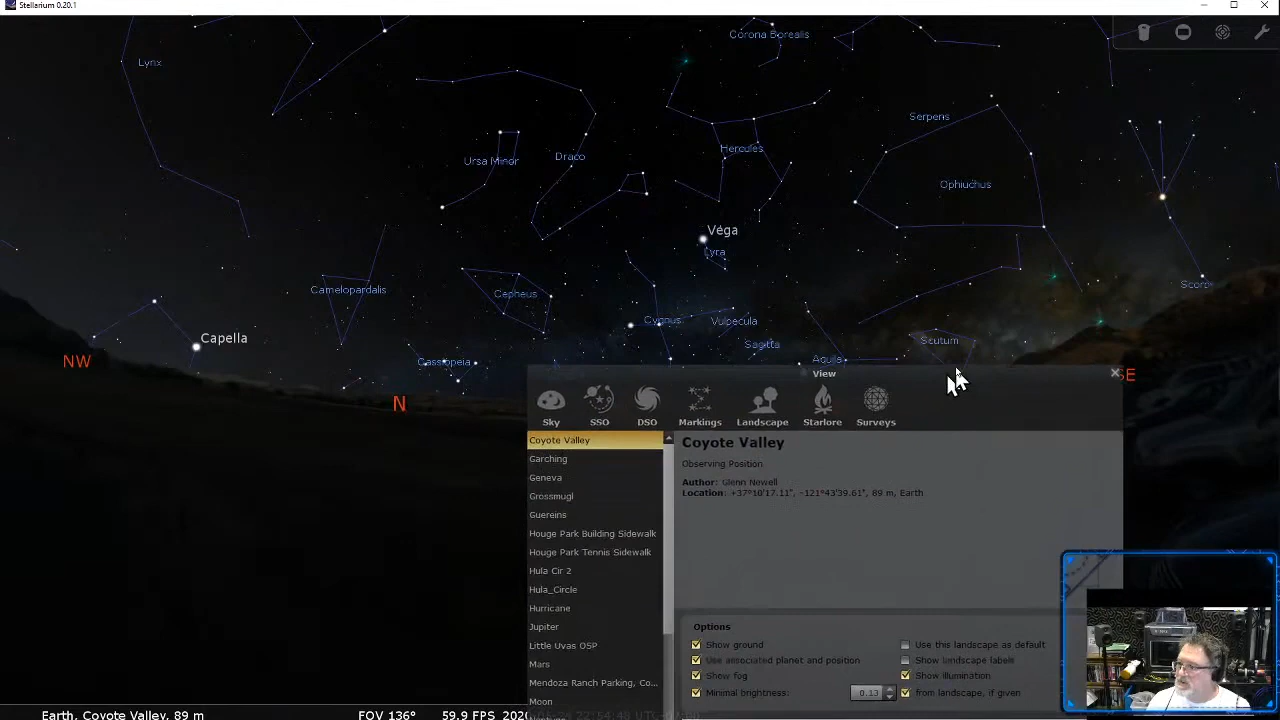 Stellarium 0.20.1
Corona Borealis
Lynx
Serpens
Hercules
Draco
Ursa Minor
Ophiuchus
Vega
Lyra
Camelopardalis
Cepheus
Scorp
Cygnus
Vulpecula
Capella
Scutum
Sagitta
NW
Cassiopeia
Aquila
SE
N
View
Sky
SSO
DSO
Markings
Landscape
Starlore
Surveys
Coyote Valley
Garching
Geneva
Grossmugl
Guereins
Houge Park Building Sidewalk
Houge Park Tennis Sidewalk
Hula Cir 2
Hula_Circle
Hurricane
Jupiter
Little Uvas OSP
Mars
Mendoza Ranch Parking, Co...
Moon
Coyote Valley
Observing Position
Author: Glenn Newell
Location: +37°10'17.11", -121°43'39.61", 89 m, Earth
Options
Show ground
Use this landscape as default
Use associated planet and position
Show landscape labels
Show fog
Show illumination
Minimal brightness: 0.13
from landscape, if given
Earth, Coyote Valley, 89 m
FOV 136°
59.9 FPS